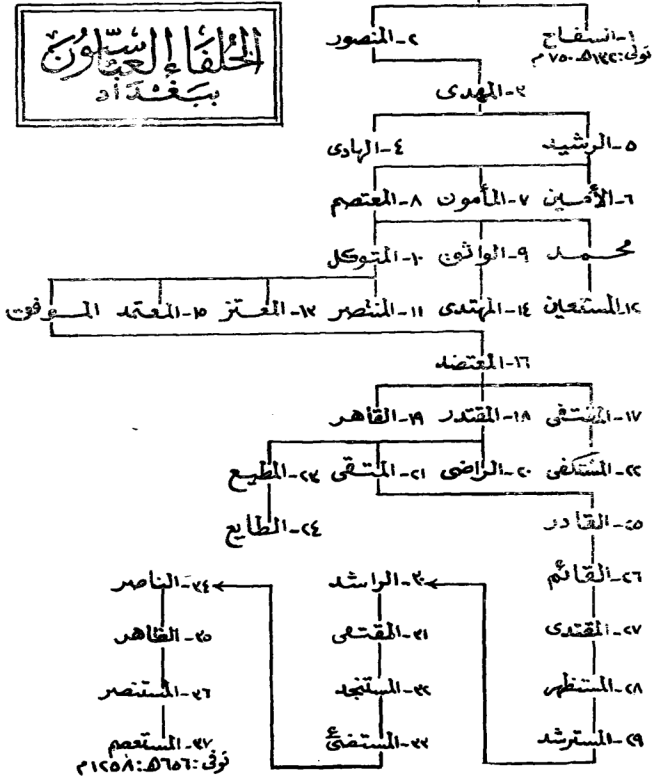 الخلفاء العباسيون
ببغداد
١- السفاح ٢- المنصور
توفى: ١٣٢ھ ٧٥٠م
٣- المهدى
٥- الرشيد ٤- الهادى
٦- الأمين ٧- المأمون ٨- المعتصم
محمد ٩- الواثق ١٠- المتوكل
١٢- المستعين ١٤- المهتدى ١١- المنتصر ١٣- المعتز ١٥- المعتمد الموفق
١٦- المعتضد
١٧- المكتفى ١٨- المقتدر ١٩- القاهر
٢٢- المستكفى ٢٠- الراضى ٢١- المتقى ٢٣- المطيع
٢٤- الطايع
٢٥- القادر
٢٦- القائم
٢٧- المقتدى
٢٨- المستظهر
٢٩- المسترشد
٣٠- الراشد
٣١- المقتفى
٣٢- المستنجد
٣٣- المستضئ
٣٤- الناصر
٣٥- الظاهر
٣٦- المستنصر
٣٧- المستعصم
توفى: ٦٥٦ھ: ١٢٥٨م